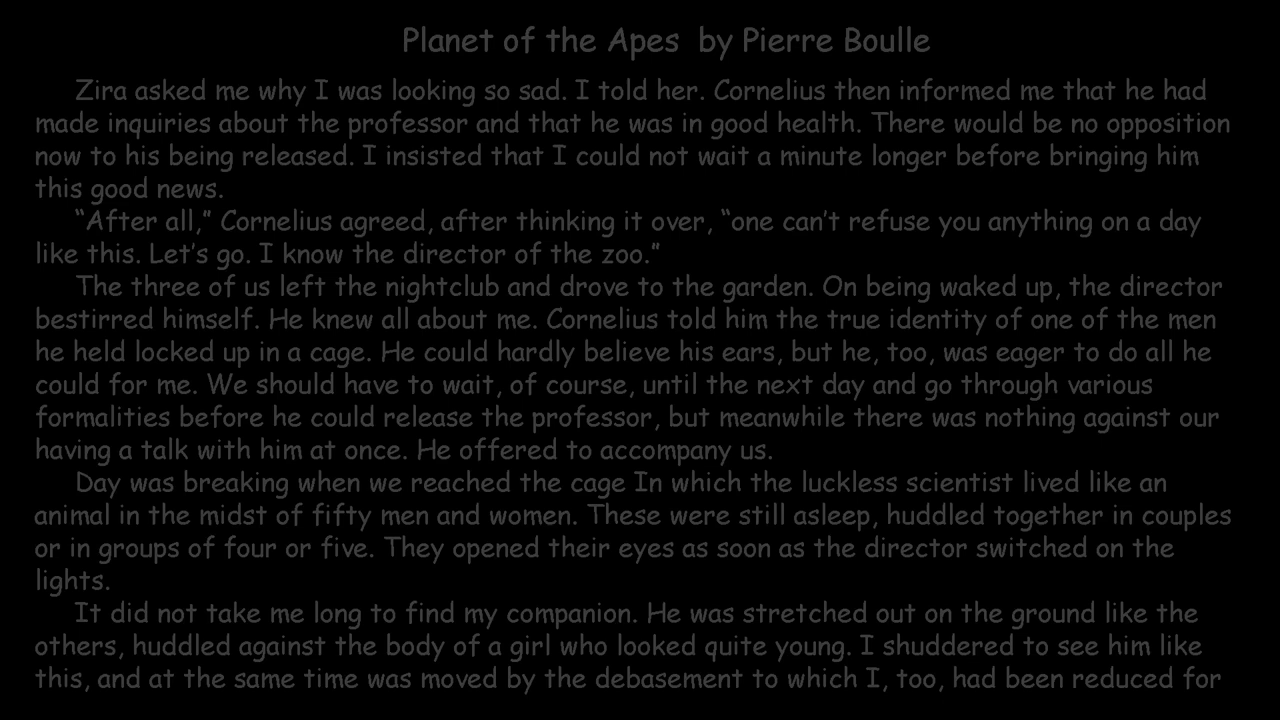 Planet of the Apes  by Pierre Boulle
Zira asked me why I was looking so sad. I told her. Cornelius then informed me that he had
made inquiries about the professor and that he was in good health. There would be no opposition
now to his being released. I insisted that I could not wait a minute longer before bringing him
this good news.
“After all,” Cornelius agreed, after thinking it over, “one can’t refuse you anything on a day
like this. Let’s go. I know the director of the zoo.”
The three of us left the nightclub and drove to the garden. On being waked up, the director
bestirred himself. He knew all about me. Cornelius told him the true identity of one of the men
he held locked up in a cage. He could hardly believe his ears, but he, too, was eager to do all he
could for me. We should have to wait, of course, until the next day and go through various
formalities before he could release the professor, but meanwhile there was nothing against our
having a talk with him at once. He offered to accompany us.
Day was breaking when we reached the cage In which the luckless scientist lived like an
animal in the midst of fifty men and women. These were still asleep, huddled together in couples
or in groups of four or five. They opened their eyes as soon as the director switched on the
lights.
It did not take me long to find my companion. He was stretched out on the ground like the
others, huddled against the body of a girl who looked quite young. I shuddered to see him like
this, and at the same time was moved by the debasement to which I, too, had been reduced for